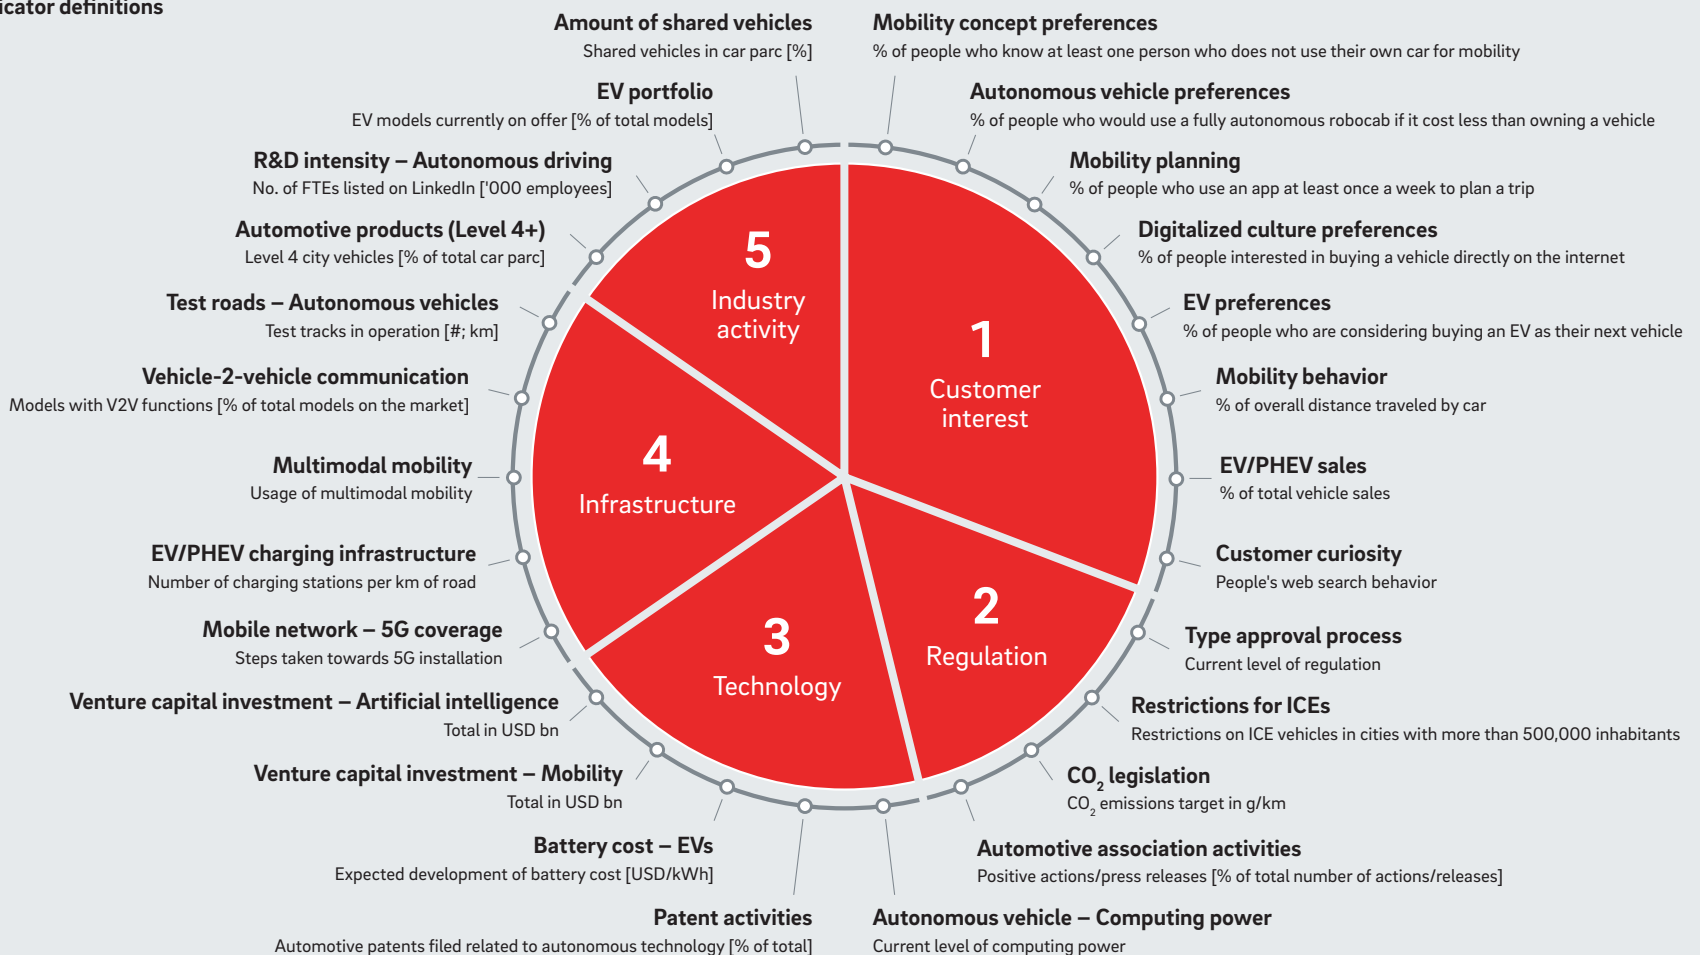 icator definitions
Amount of shared vehicles
Shared vehicles in car parc [%]
EV portfolio
EV models currently on offer [% of total models]
R&D intensity – Autonomous driving
No. of FTEs listed on LinkedIn ['000 employees]
Automotive products (Level 4+)
Level 4 city vehicles [% of total car parc]
Test roads – Autonomous vehicles
Test tracks in operation [#; km]
Vehicle-2-vehicle communication
Models with V2V functions [% of total models on the market]
Multimodal mobility
Usage of multimodal mobility
EV/PHEV charging infrastructure
Number of charging stations per km of road
Mobile network – 5G coverage
Steps taken towards 5G installation
Venture capital investment – Artificial intelligence
Total in USD bn
Venture capital investment – Mobility
Total in USD bn
Battery cost – EVs
Expected development of battery cost [USD/kWh]
Patent activities
Automotive patents filed related to autonomous technology [% of total]
5
Industry
activity
1
Customer
interest
4
Infrastructure
2
Regulation
3
Technology
Mobility concept preferences
% of people who know at least one person who does not use their own car for mobility
Autonomous vehicle preferences
% of people who would use a fully autonomous robocab if it cost less than owning a vehicle
Mobility planning
% of people who use an app at least once a week to plan a trip
Digitalized culture preferences
% of people interested in buying a vehicle directly on the internet
EV preferences
% of people who are considering buying an EV as their next vehicle
Mobility behavior
% of overall distance traveled by car
EV/PHEV sales
% of total vehicle sales
Customer curiosity
People's web search behavior
Type approval process
Current level of regulation
Restrictions for ICEs
Restrictions on ICE vehicles in cities with more than 500,000 inhabitants
CO2 legislation
CO2 emissions target in g/km
Automotive association activities
Positive actions/press releases [% of total number of actions/releases]
Autonomous vehicle – Computing power
Current level of computing power